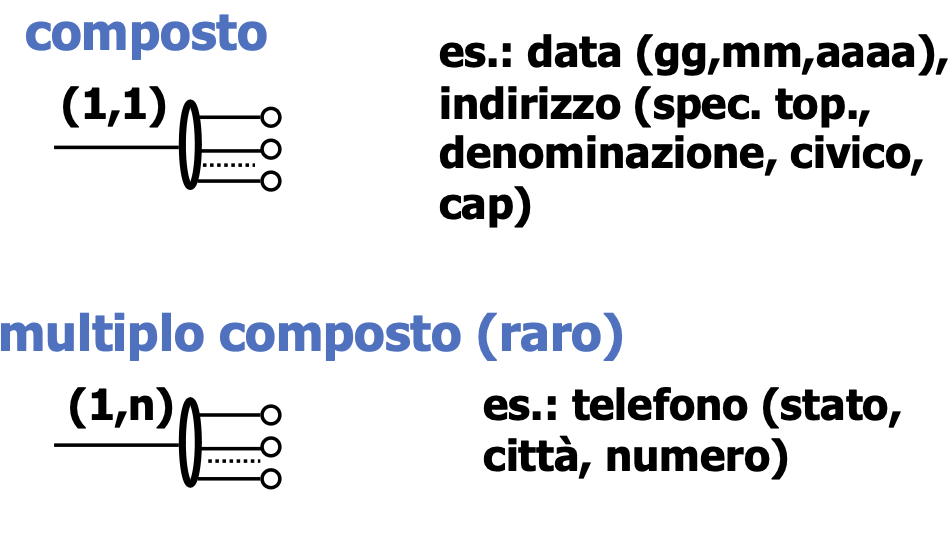 composto
(1,1)
es.: data (gg,mm,aaaa),
indirizzo (spec. top.,
denominazione, civico,
cap)
multiplo composto (raro)
(1,n)
es.: telefono (stato,
città, numero)